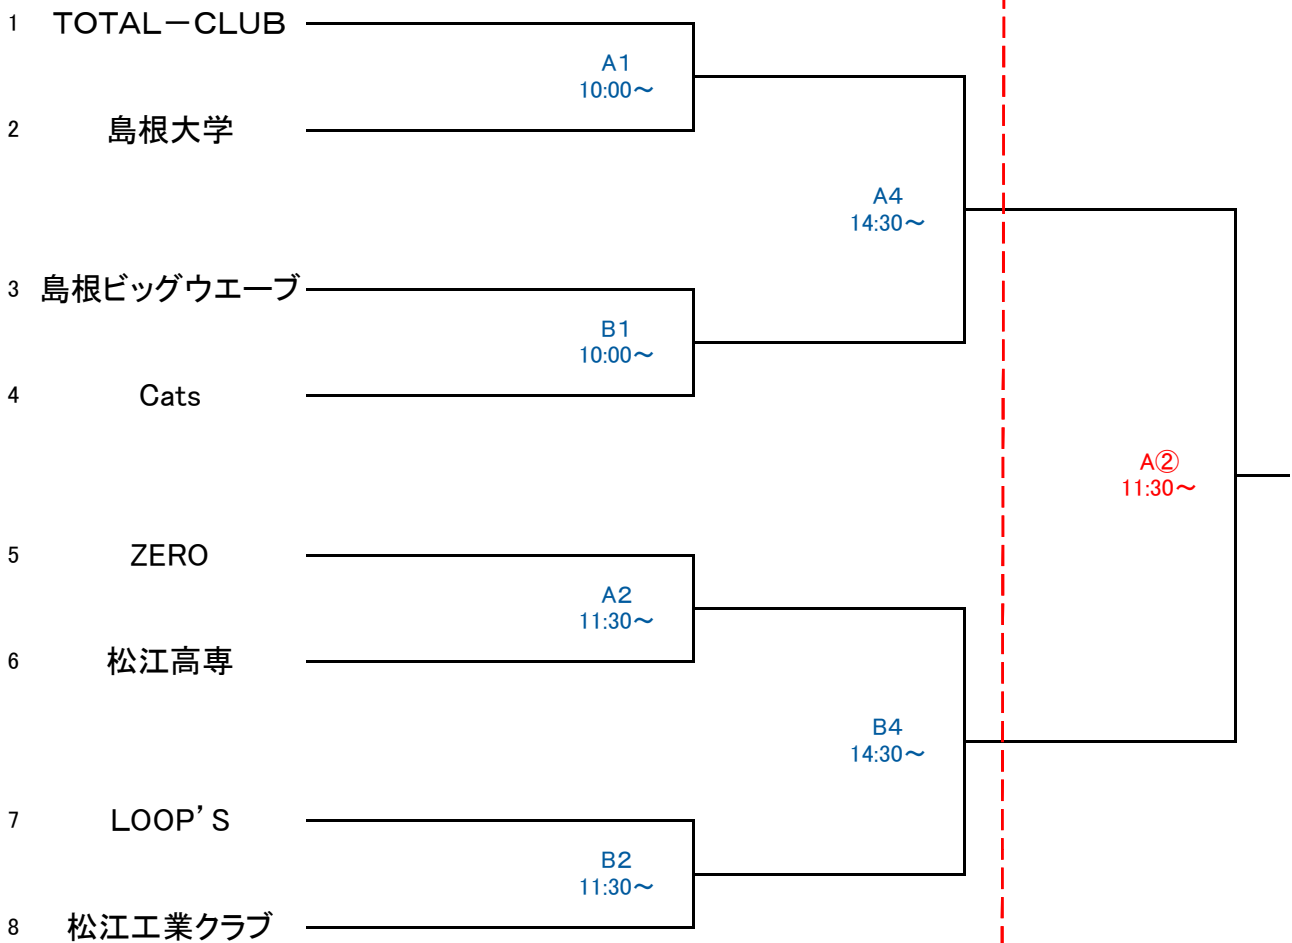 1 TOTAL－CLUB
A1
10:00～
2 島根大学
A4
14:30～
3 島根ビッグウエーブ
B1
10:00～
4 Cats
A②
11:30～
5 ZERO
A2
11:30～
6 松江高専
B4
14:30～
7 LOOP’S
B2
11:30～
8 松江工業クラブ